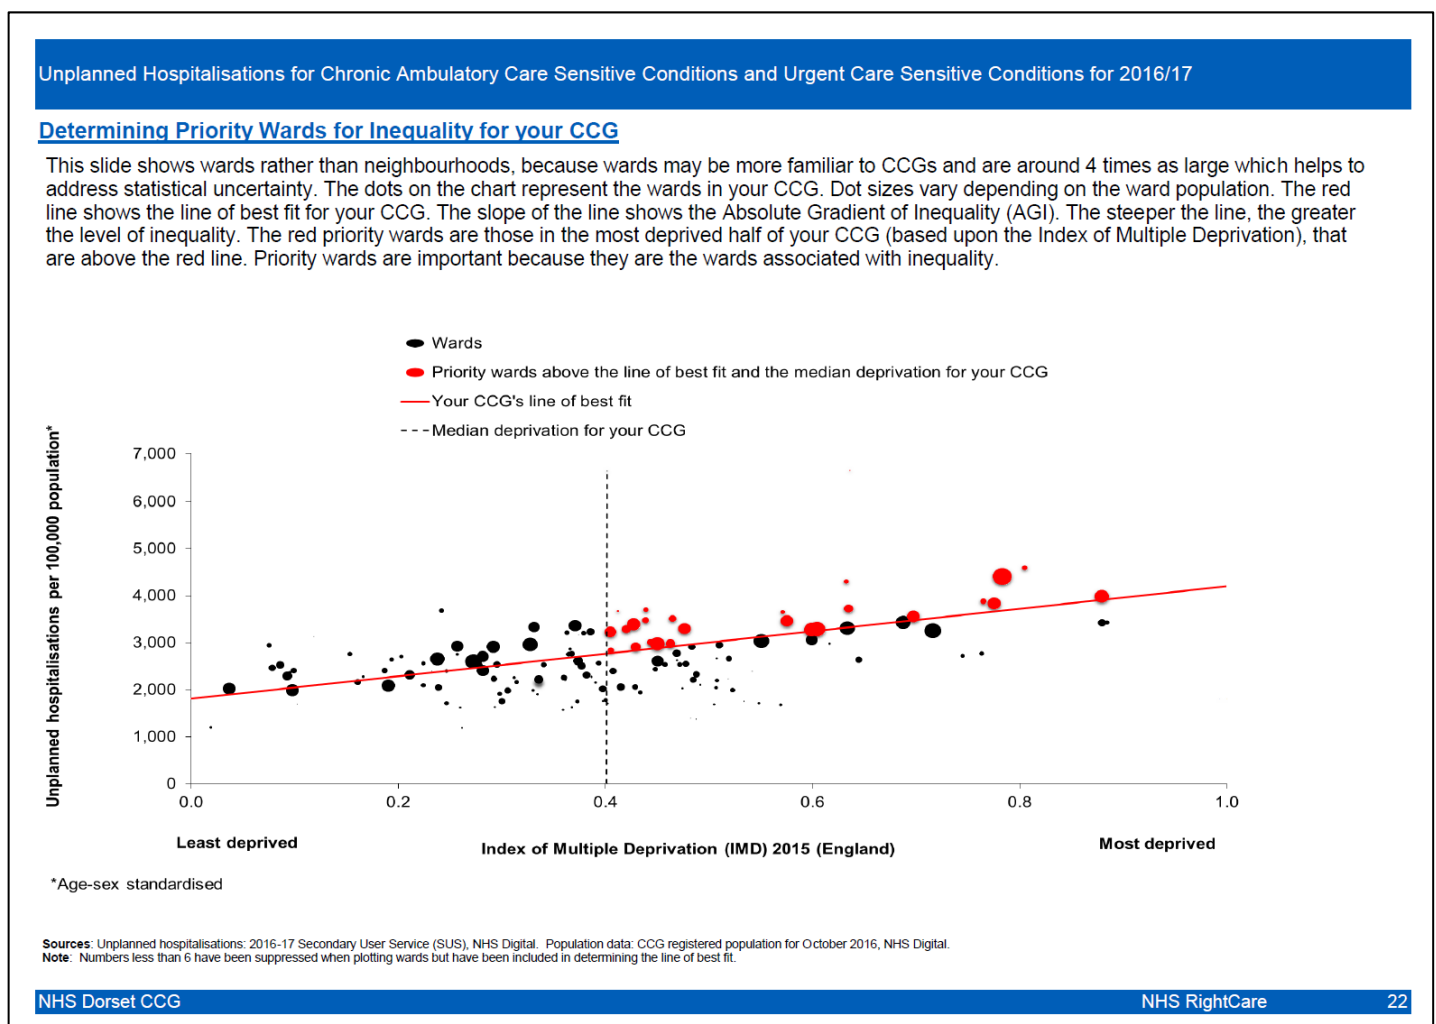 Unplanned Hospitalisations for Chronic Ambulatory Care Sensitive Conditions and Urgent Care Sensitive Conditions for 2016/17
Determining Priority Wards for Inequality for your CCG
This slide shows wards rather than neighbourhoods, because wards may be more familiar to CCGs and are around 4 times as large which helps to
address statistical uncertainty. The dots on the chart represent the wards in your CCG. Dot sizes vary depending on the ward population. The red
line shows the line of best fit for your CCG. The slope of the line shows the Absolute Gradient of Inequality (AGI). The steeper the line, the greater
the level of inequality. The red priority wards are those in the most deprived half of your CCG (based upon the Index of Multiple Deprivation), that
are above the red line. Priority wards are important because they are the wards associated with inequality.
Wards
Priority wards above the line of best fit and the median deprivation for your CCG
Your CCG's line of best fit
Median deprivation for your CCG
Unplanned hospitalisations per 100,000 population*
7,000
6,000
5,000
4,000
3,000
2,000
1,000
0
0.0 0.2 0.4 0.6 0.8 1.0
Least deprived Index of Multiple Deprivation (IMD) 2015 (England) Most deprived
*Age-sex standardised
Sources: Unplanned hospitalisations: 2016-17 Secondary User Service (SUS), NHS Digital. Population data: CCG registered population for October 2016, NHS Digital.
Note: Numbers less than 6 have been suppressed when plotting wards but have been included in determining the line of best fit.
NHS Dorset CCG NHS RightCare 22